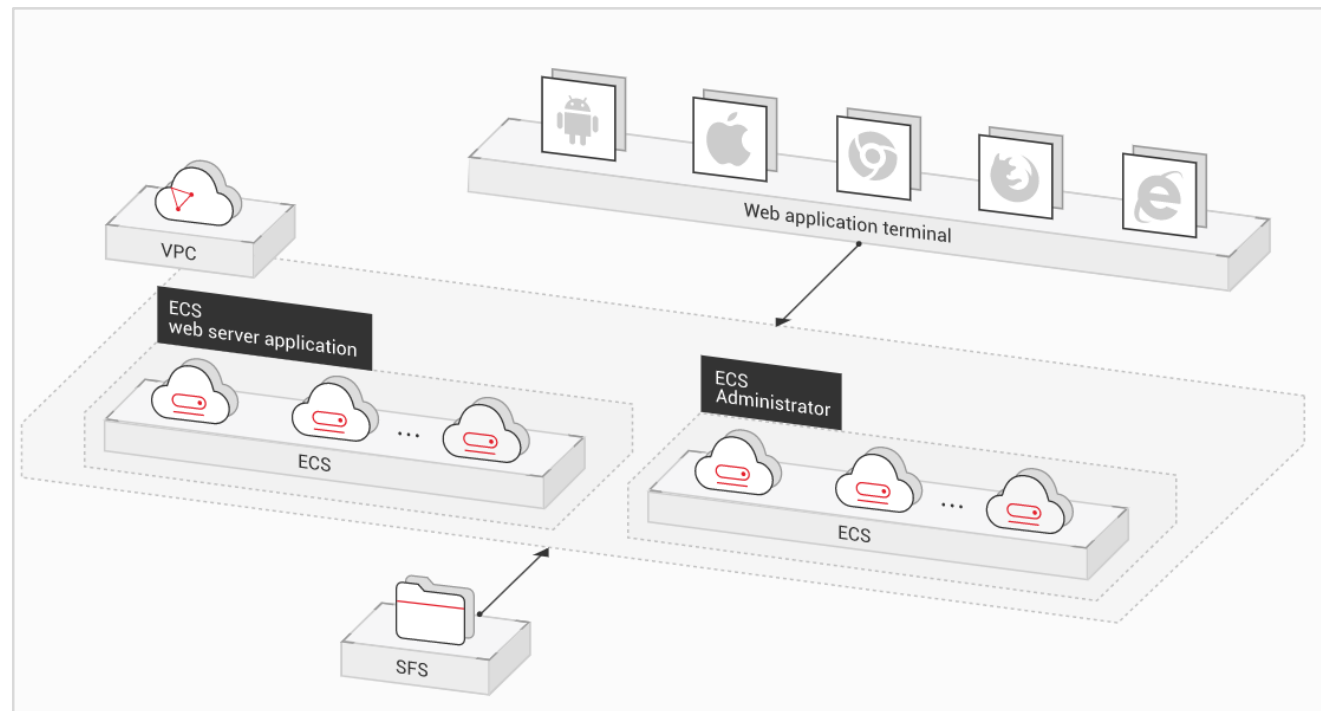 Web application terminal
VPC
ECS
web server application
ECS
Administrator
...
ECS
...
ECS
SFS